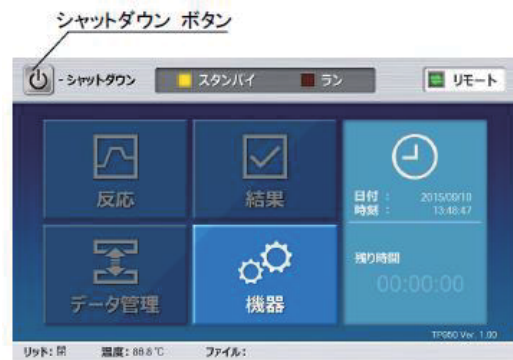 シャットダウン ボタン
- シャットダウン
スタンバイ
ラン
リモート
反応
結果
日付 : 2015/09/10
時刻 : 13:48:47
データ管理
機器
残り時間
00:00:00
TP960 Ver. 1.00
リッド: 閉 温度: 88.8℃ ファイル: